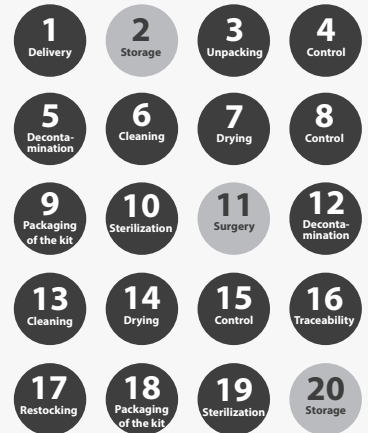 1
Delivery
2
Storage
3
Unpacking
4
Control
5
Deconta-
mination
6
Cleaning
7
Drying
8
Control
9
Packaging
of the kit
10
Sterilization
11
Surgery
12
Deconta-
mination
13
Cleaning
14
Drying
15
Control
16
Traceability
17
Restocking
18
Packaging
of the kit
19
Sterilization
20
Storage